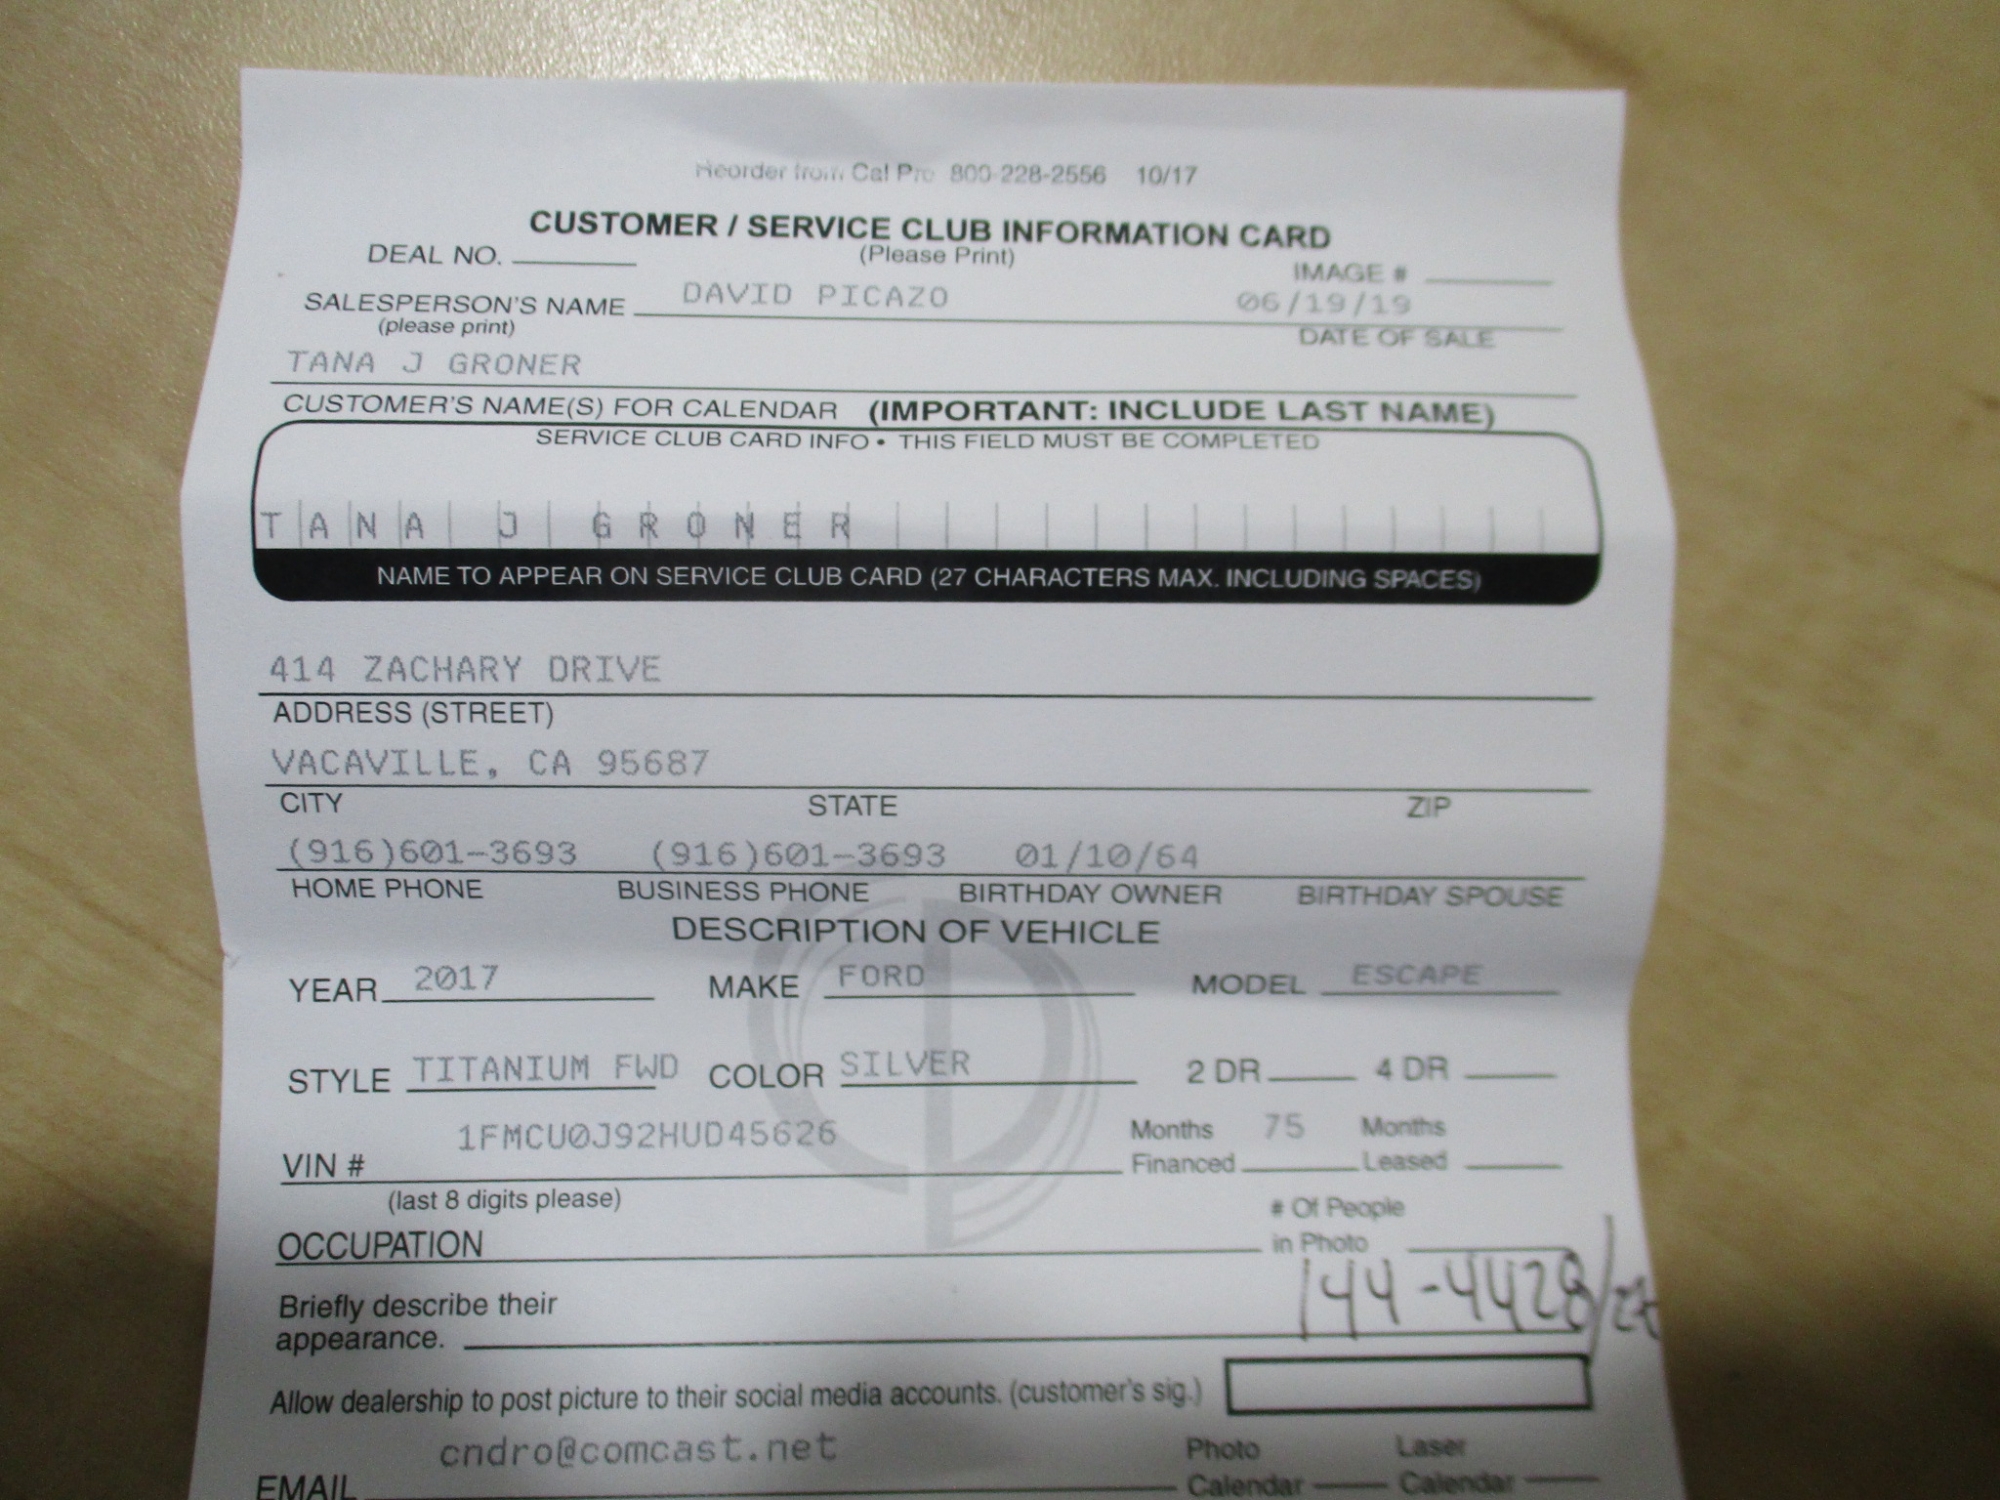 Reorder from Cal Pro 800-228-2556 10/17
CUSTOMER / SERVICE CLUB INFORMATION CARD
(Please Print)
DEAL NO.
IMAGE #
SALESPERSON'S NAME DAVID PICAZO 06/19/19
(please print) DATE OF SALE
TANA J GRONER
CUSTOMER'S NAME(S) FOR CALENDAR (IMPORTANT: INCLUDE LAST NAME)
SERVICE CLUB CARD INFO • THIS FIELD MUST BE COMPLETED
TANA J GRONER
NAME TO APPEAR ON SERVICE CLUB CARD (27 CHARACTERS MAX. INCLUDING SPACES)
414 ZACHARY DRIVE
ADDRESS (STREET)
VACAVILLE, CA 95687
CITY STATE ZIP
(916)601-3693 (916)601-3693 01/10/64
HOME PHONE BUSINESS PHONE BIRTHDAY OWNER BIRTHDAY SPOUSE
DESCRIPTION OF VEHICLE
YEAR 2017 MAKE FORD MODEL ESCAPE
STYLE TITANIUM FWD COLOR SILVER 2 DR 4 DR
VIN # 1FMCU0J92HUD45626 Months Financed 75 Months Leased
(last 8 digits please)
OCCUPATION # Of People in Photo
144-4428/
Briefly describe their
appearance.
Allow dealership to post picture to their social media accounts. (customer's sig.)
cndro@comcast.net
EMAIL Photo Calendar Laser Calendar